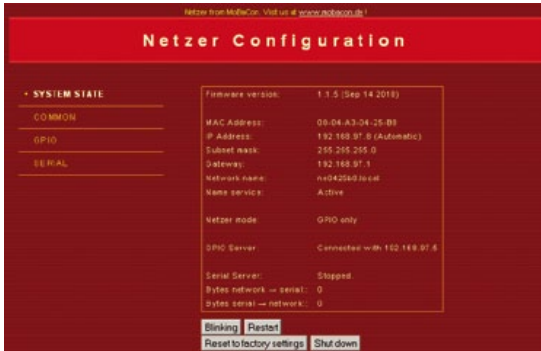 Netzer from MoBaCon. Visit us at www.mobacon.de !
Netzer Configuration
SYSTEM STATE
COMMON
GPIO
SERIAL
Firmware version: 1.1.5 (Sep 14 2010)
MAC Address: 00-04-A3-04-25-B0
IP Address: 192.168.97.8 (Automatic)
Subnet mask: 255.255.255.0
Gateway: 192.168.97.1
Network name:
Name service: Active
Netzer mode: GPIO only
GPIO Server: Connected with 192.168.97.6
Serial Server: Stopped.
Bytes network → serial:: 0
Bytes serial → network:: 0
Blinking Restart
Reset to factory settings Shut down